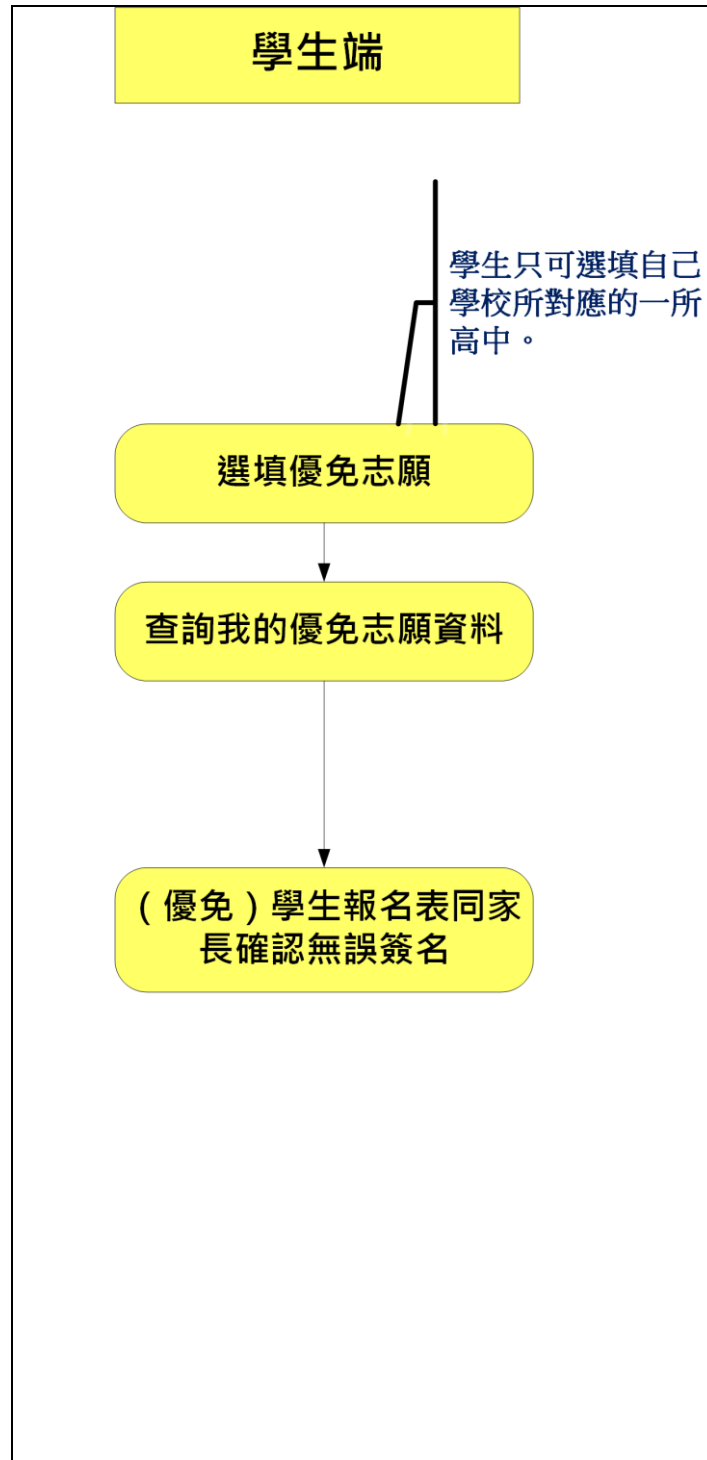 學生端
學生只可選填自己
學校所對應的一所
高中。
選填優免志願
查詢我的優免志願資料
（優免）學生報名表同家
長確認無誤簽名